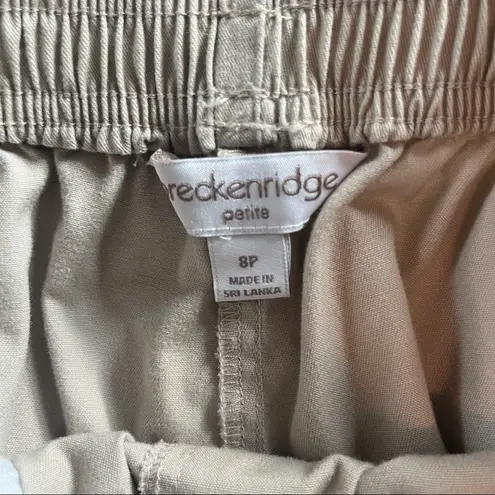 reckenridge
petite
8P
MADE IN
SRI LANKA